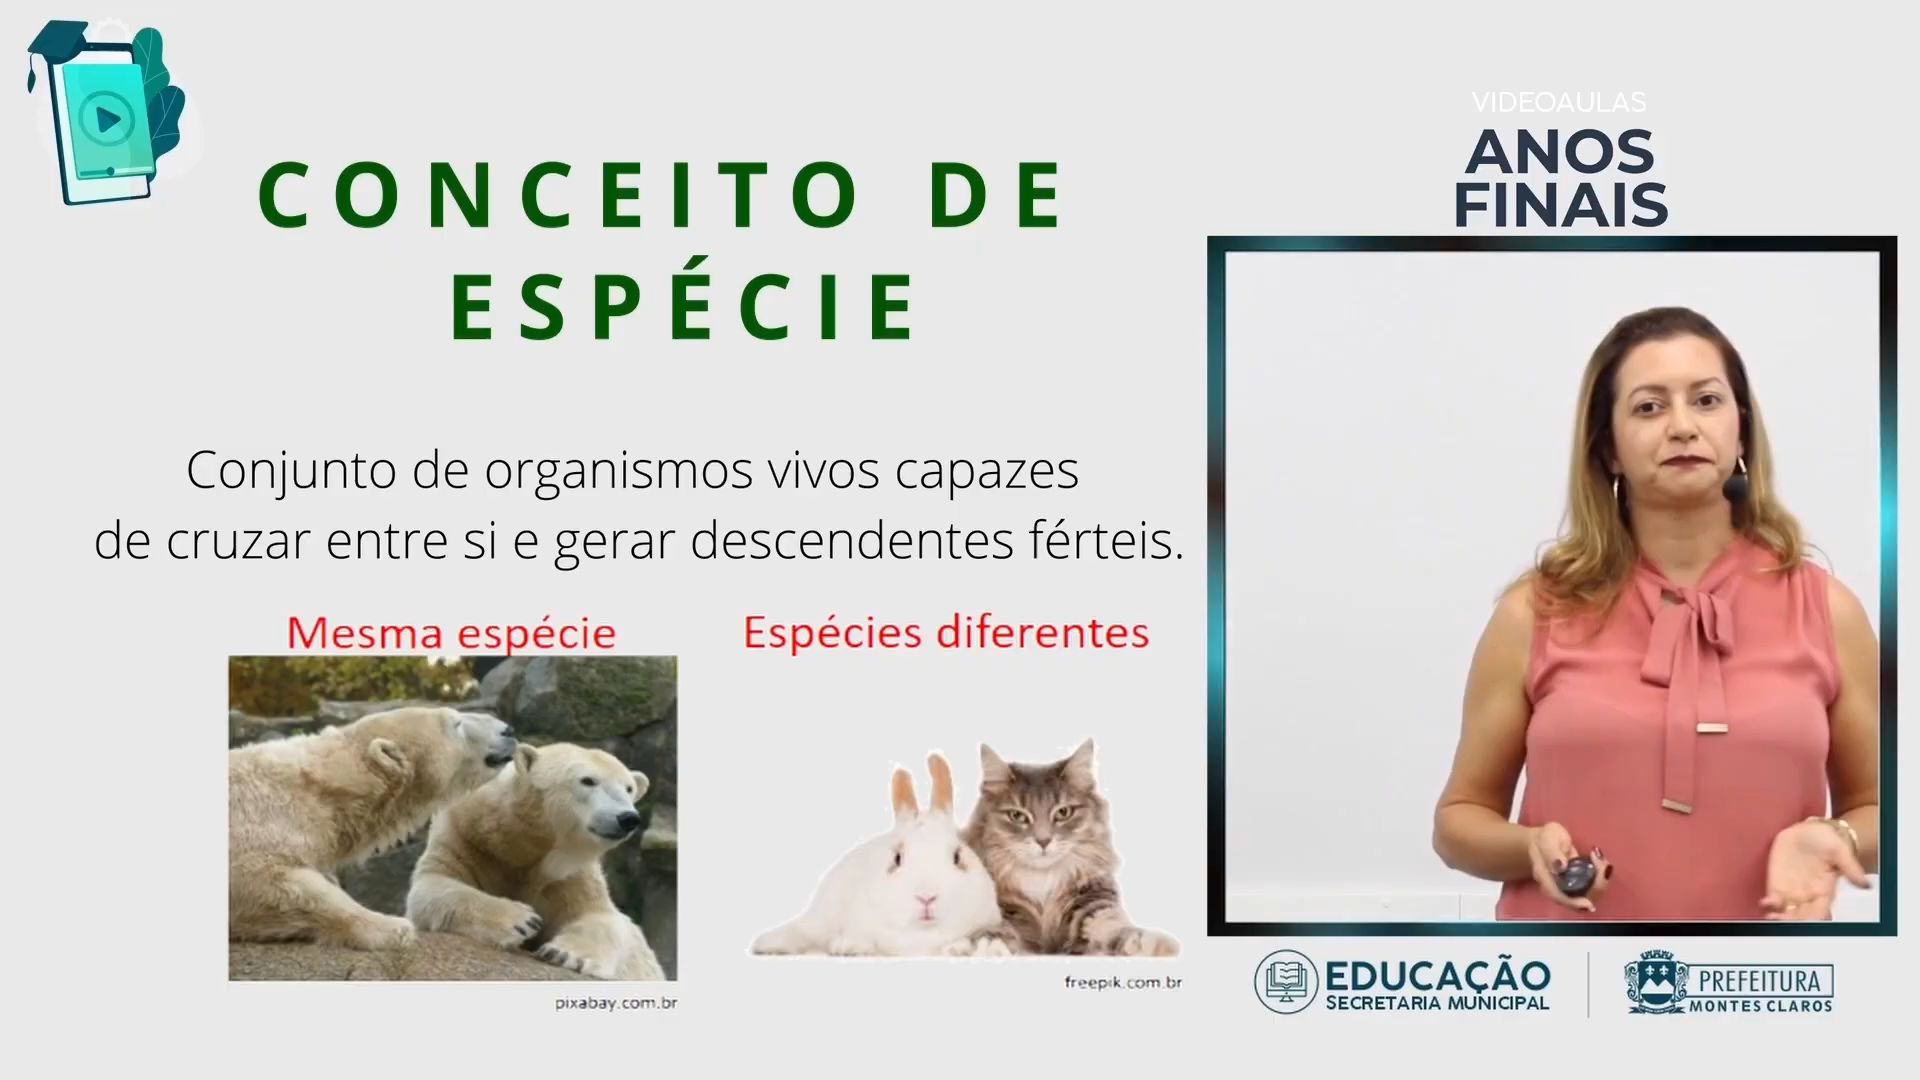 VIDEOAULAS
ANOS
FINAIS
CONCEITO DE
ESPÉCIE
Conjunto de organismos vivos capazes
de cruzar entre si e gerar descendentes férteis.
Mesma espécie
Espécies diferentes
pixabay.com.br
freepik.com.br
EDUCAÇÃO
SECRETARIA MUNICIPAL
PREFEITURA
MONTES CLAROS